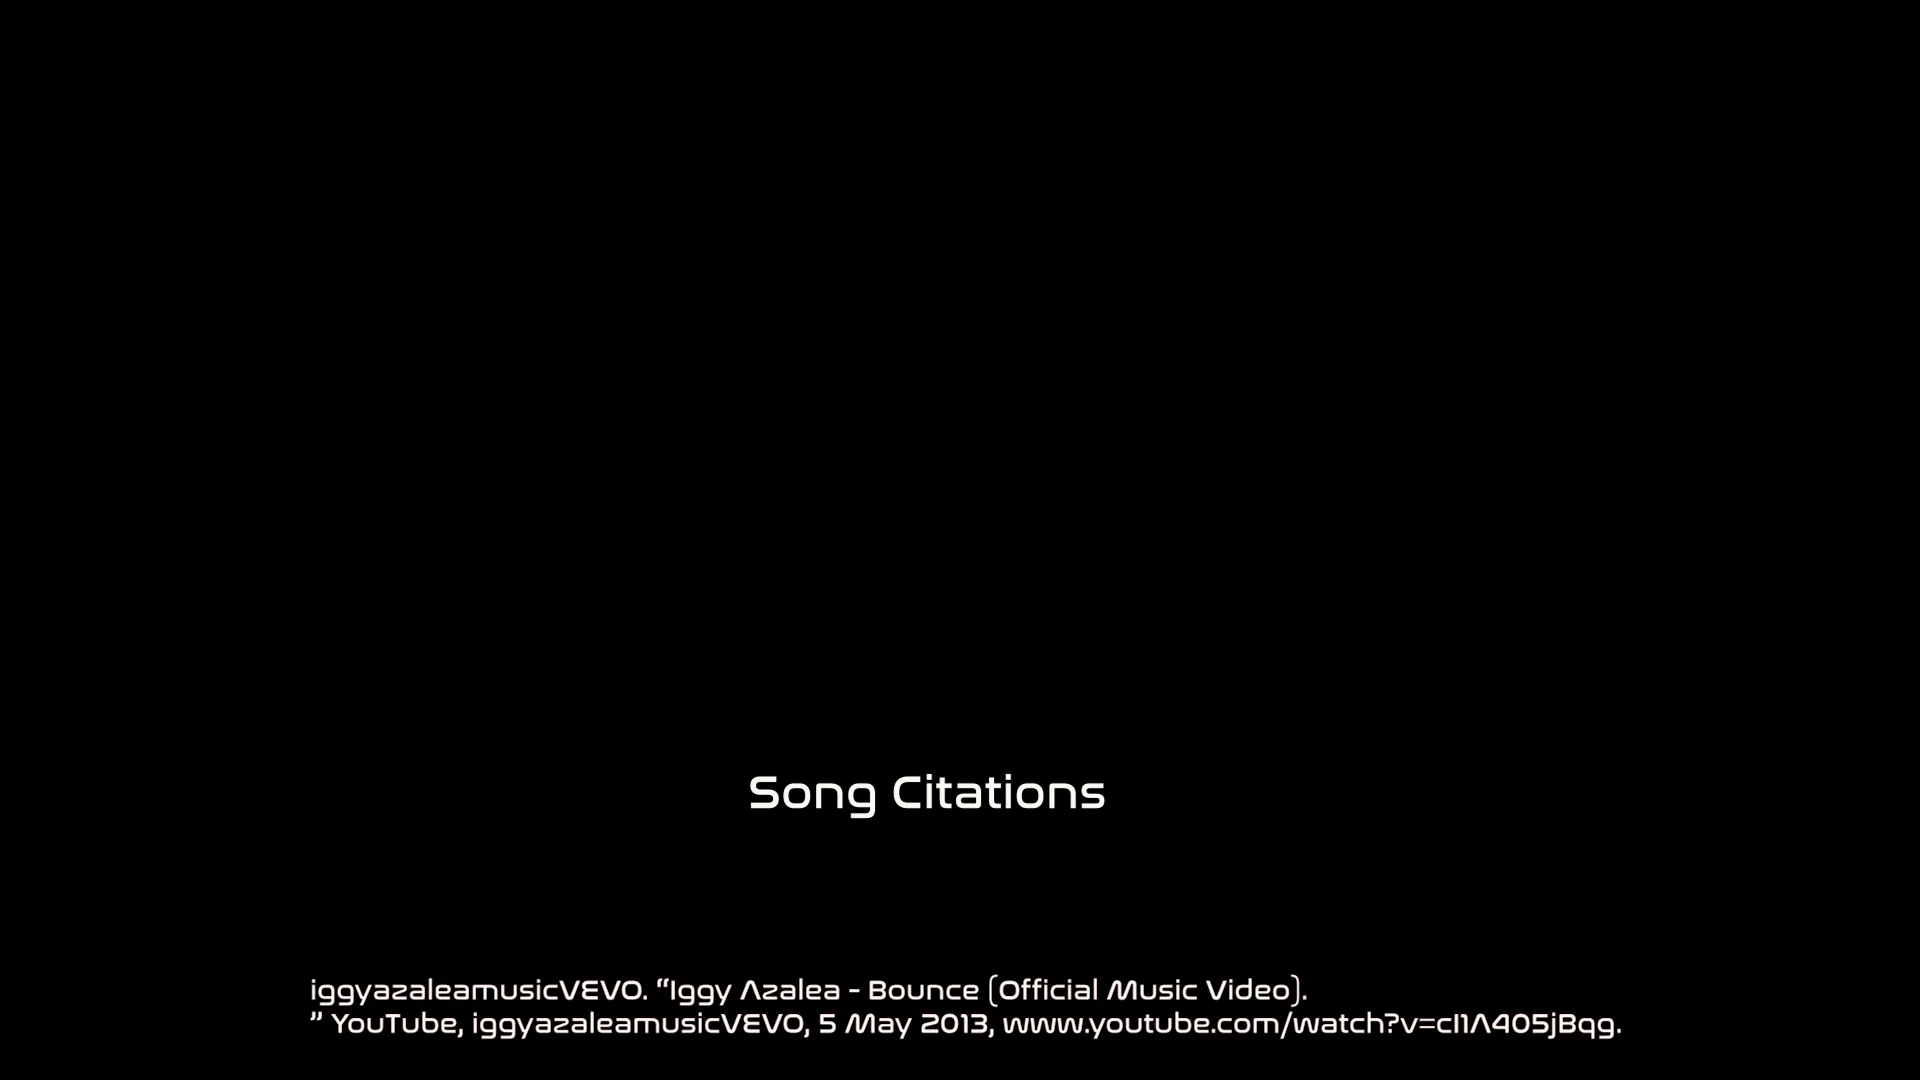 Song Citations
iggyazaleamusicVEVO. “Iggy Azalea - Bounce (Official Music Video).
” YouTube, iggyazaleamusicVEVO, 5 May 2013, www.youtube.com/watch?v=cI1A405jBqg.